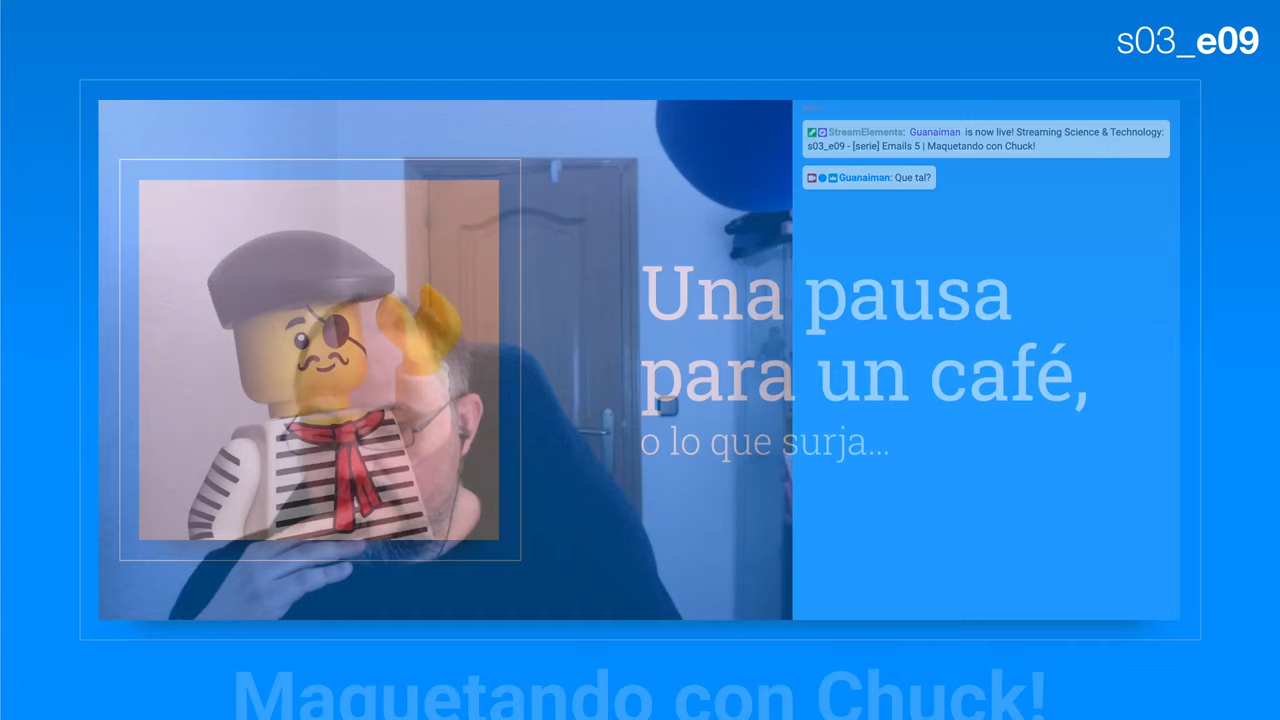 s03_e09
StreamElements: Guanaiman is now live! Streaming Science & Technology:
s03_e09 - [serie] Emails 5 | Maquetando con Chuck!
Guanaiman: Que tal?
Una pausa
para un café,
o lo que surja...
Maquetando con Chuck!